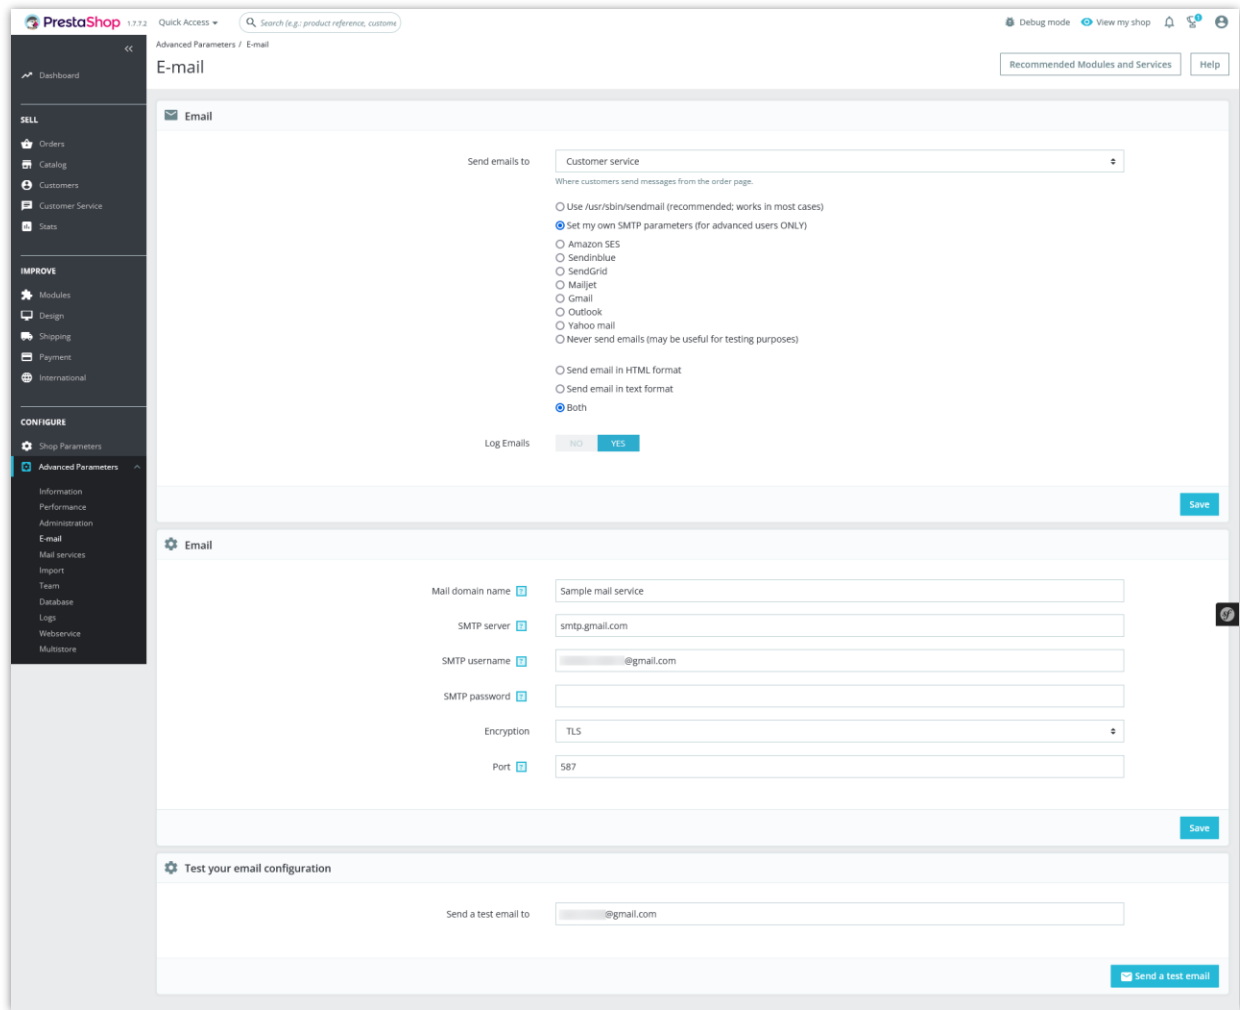 PrestaShop 1.7.7.2 Quick Access Search (e.g.: product reference, custome Debug mode View my shop
Advanced Parameters / E-mail
E-mail
Recommended Modules and Services Help
Dashboard
SELL
Orders
Catalog
Customers
Customer Service
Stats
IMPROVE
Modules
Design
Shipping
Payment
International
CONFIGURE
Shop Parameters
Advanced Parameters
Information
Performance
Administration
E-mail
Mail services
Import
Team
Database
Logs
Webservice
Multistore
Email
Send emails to Customer service
Where customers send messages from the order page.
Use /usr/sbin/sendmail (recommended; works in most cases)
Set my own SMTP parameters (for advanced users ONLY)
Amazon SES
Sendinblue
SendGrid
Mailjet
Gmail
Outlook
Yahoo mail
Never send emails (may be useful for testing purposes)
Send email in HTML format
Send email in text format
Both
Log Emails NO YES
Save
Email
Mail domain name ? Sample mail service
SMTP server ? smtp.gmail.com
SMTP username ? @gmail.com
SMTP password ?
Encryption TLS
Port ? 587
Save
Test your email configuration
Send a test email to @gmail.com
Send a test email